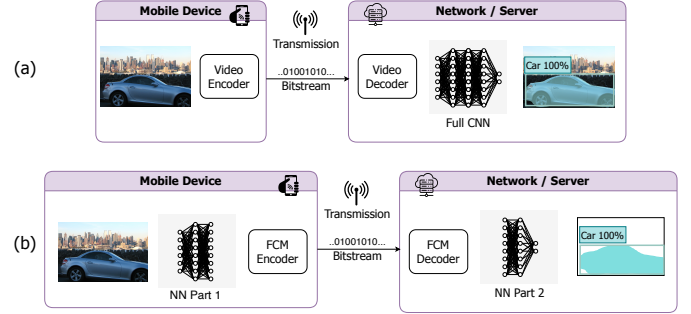 (a)
Mobile Device
Transmission
Network / Server
Video
Encoder
..01001010...
Bitstream
Video
Decoder
Full CNN
Car 100%
(b)
Mobile Device
Transmission
Network / Server
NN Part 1
FCM
Encoder
..01001010...
Bitstream
FCM
Decoder
NN Part 2
Car 100%